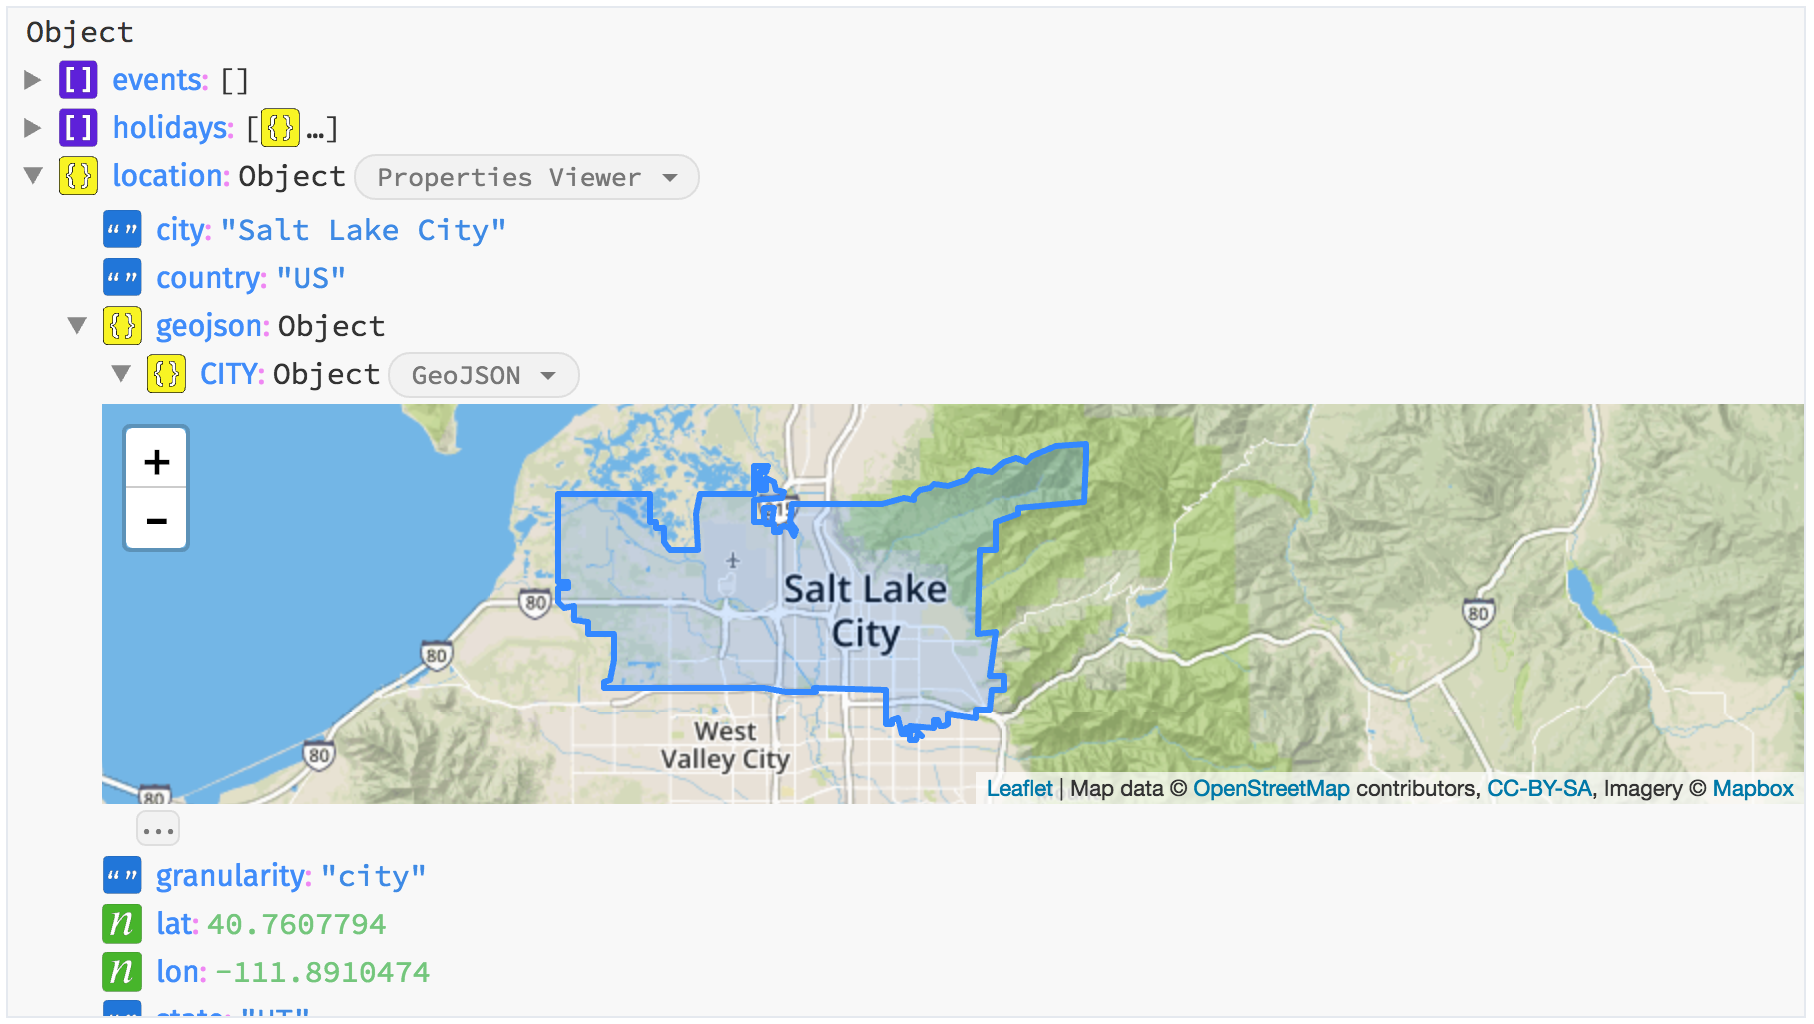 Object
[] events: []
[] holidays: [{} …]
{} location: Object Properties Viewer
“” city: "Salt Lake City"
“” country: "US"
{} geojson: Object
{} CITY: Object GeoJSON
+
−
Salt Lake
City
80
80
80
80
80
West
Valley City
Leaflet | Map data © OpenStreetMap contributors, CC-BY-SA, Imagery © Mapbox
...
“” granularity: "city"
n lat: 40.7607794
n lon: -111.8910474
“” state: "UT"